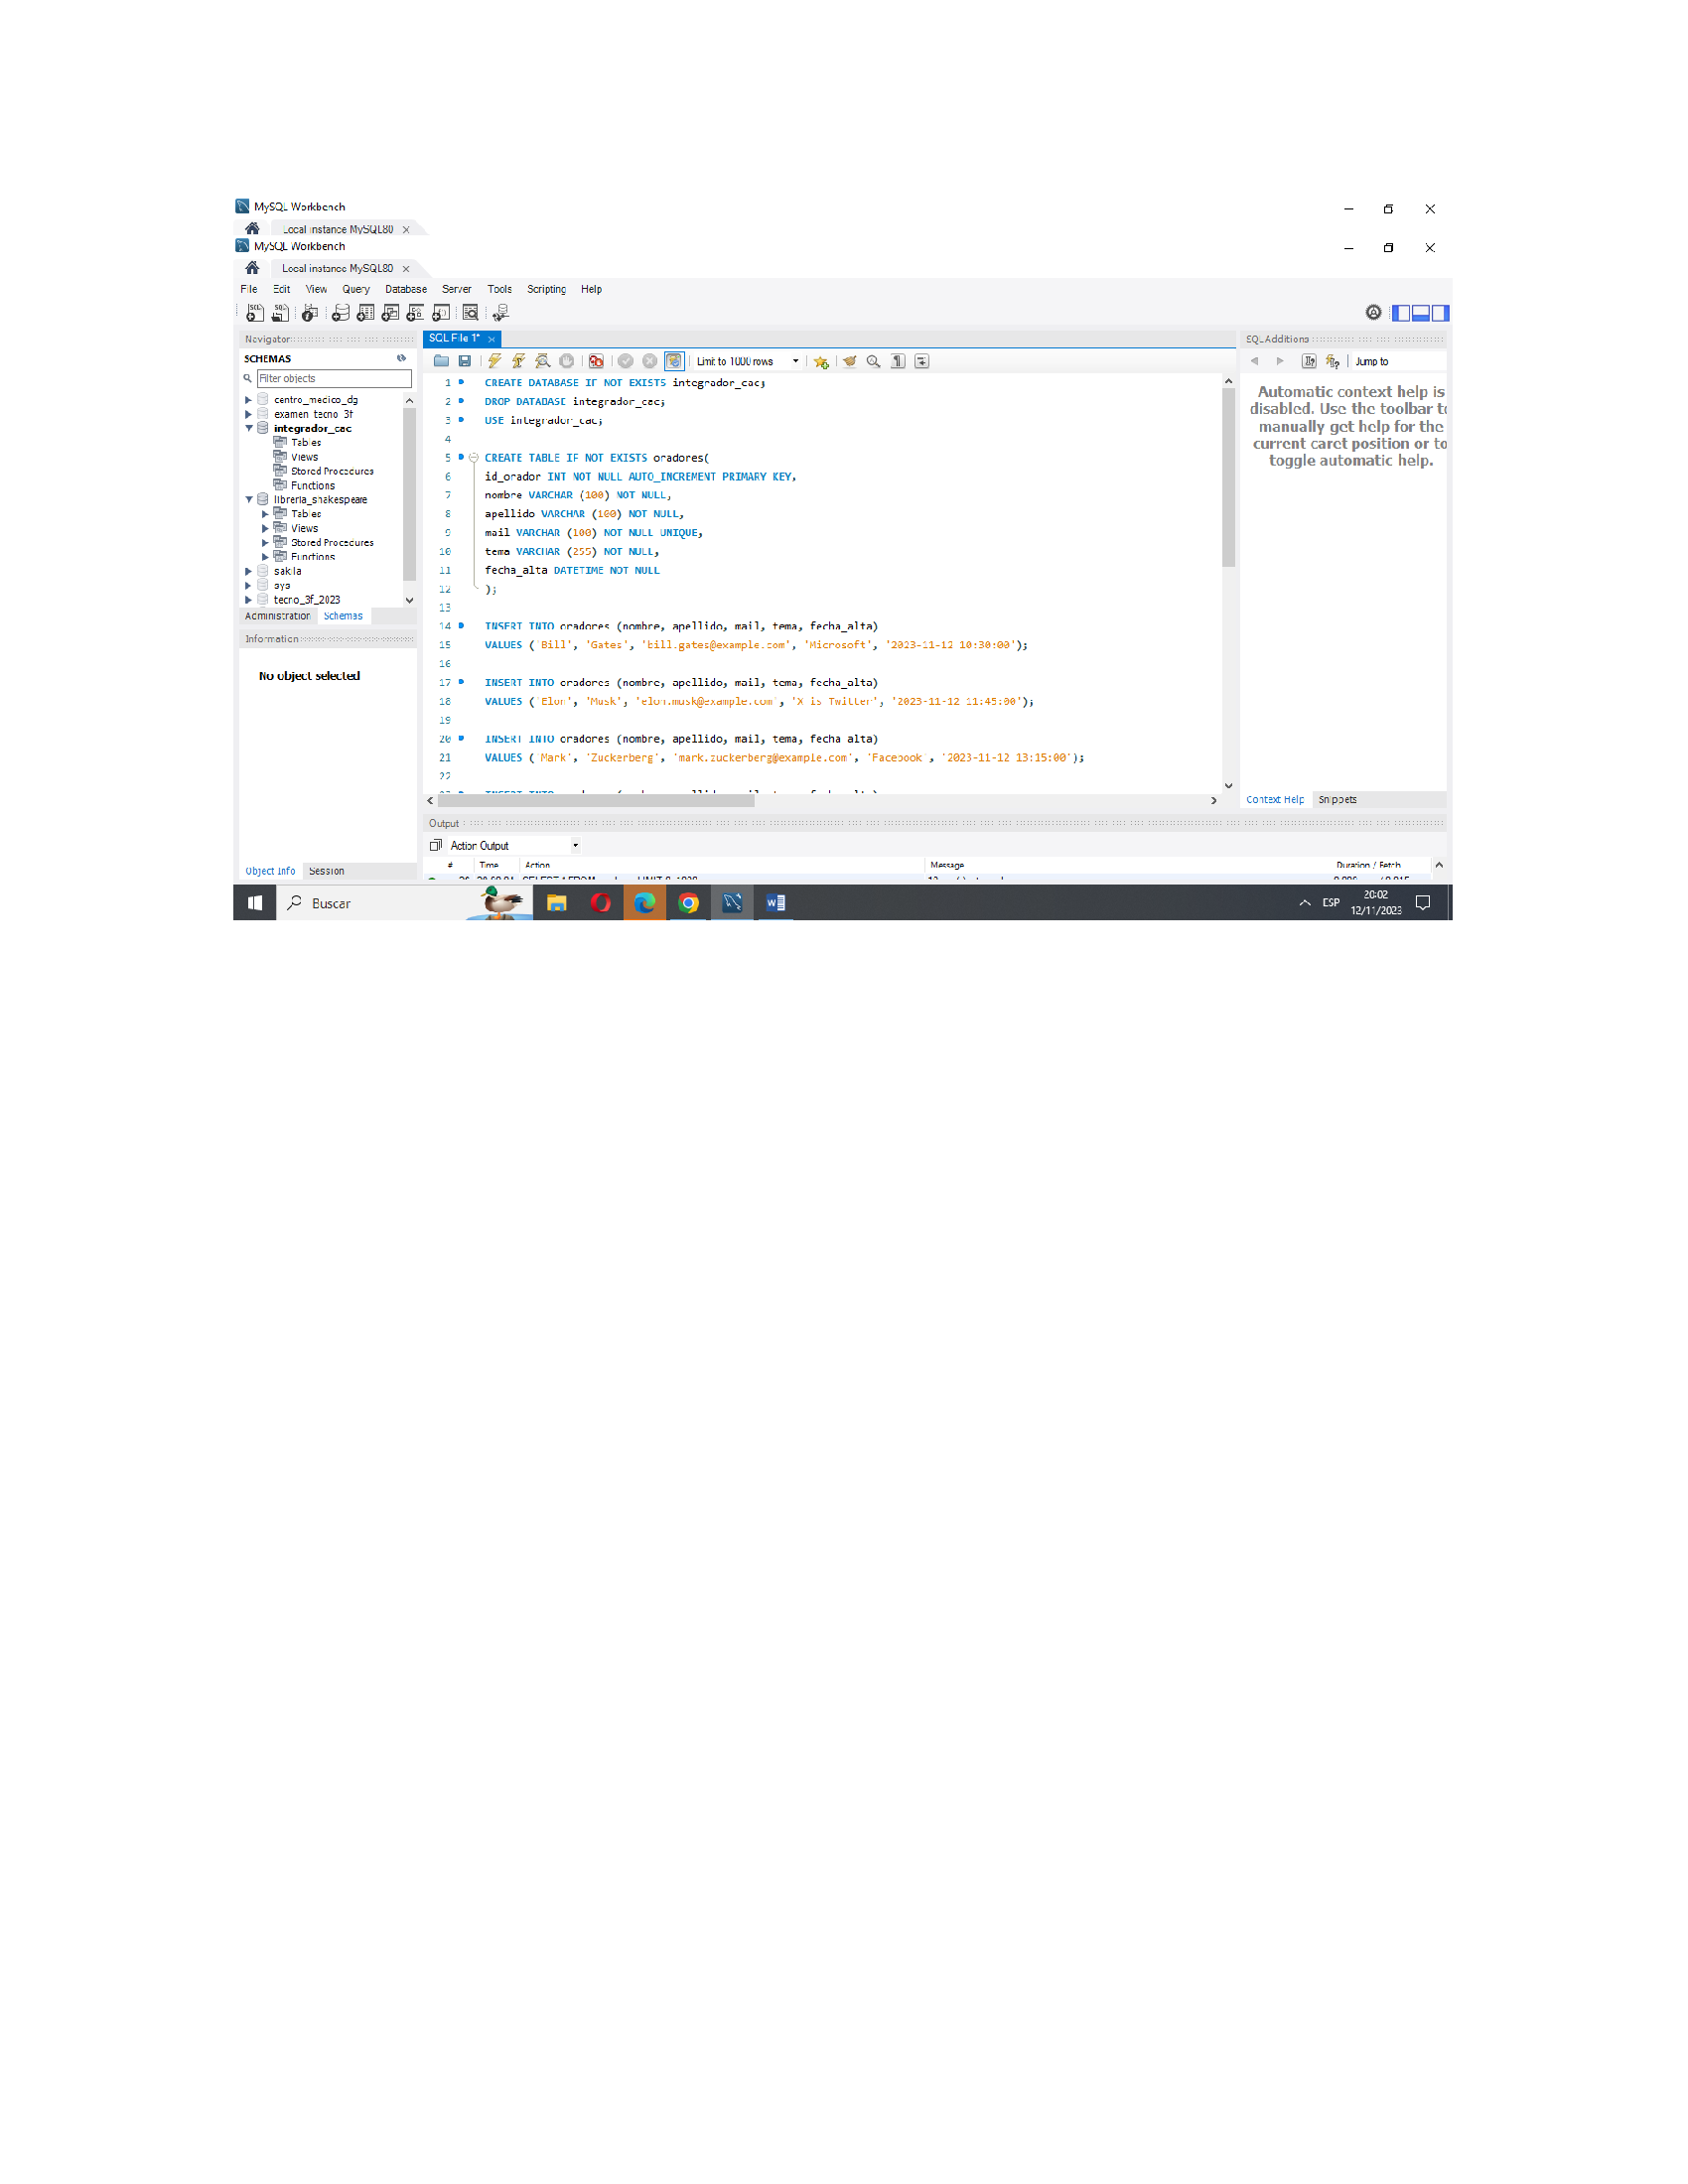 MySQL Workbench
Local instance MySQL80
MySQL Workbench
Local instance MySQL80
File Edit View Query Database Server Tools Scripting Help
Navigator
SCHEMAS
Filter objects
centro_medico_dg
examen_tecno_3f
integrador_cac
Tables
Views
Stored Procedures
Functions
libreria_shakespeare
Tables
Views
Stored Procedures
Functions
sakila
sys
tecno_3f_2023
Administration Schemas
Information
No object selected
Object Info Session
SQL File 1*
Limit to 1000 rows
1 CREATE DATABASE IF NOT EXISTS integrador_cac;
2 DROP DATABASE integrador_cac;
3 USE integrador_cac;
4
5 CREATE TABLE IF NOT EXISTS oradores(
6 id_orador INT NOT NULL AUTO_INCREMENT PRIMARY KEY,
7 nombre VARCHAR (100) NOT NULL,
8 apellido VARCHAR (100) NOT NULL,
9 mail VARCHAR (100) NOT NULL UNIQUE,
10 tema VARCHAR (255) NOT NULL,
11 fecha_alta DATETIME NOT NULL
12 );
13
14 INSERT INTO oradores (nombre, apellido, mail, tema, fecha_alta)
15 VALUES ('Bill', 'Gates', 'bill.gates@example.com', 'Microsoft', '2023-11-12 10:30:00');
16
17 INSERT INTO oradores (nombre, apellido, mail, tema, fecha_alta)
18 VALUES ('Elon', 'Musk', 'elon.musk@example.com', 'X is Twitter', '2023-11-12 11:45:00');
19
20 INSERT INTO oradores (nombre, apellido, mail, tema, fecha_alta)
21 VALUES ('Mark', 'Zuckerberg', 'mark.zuckerberg@example.com', 'Facebook', '2023-11-12 13:15:00');
22
SQL Additions
Jump to
Automatic context help is
disabled. Use the toolbar to
manually get help for the
current caret position or to
toggle automatic help.
Context Help Snippets
Output
Action Output
# Time Action Message Duration / Fetch
Buscar
ESP
20:02
12/11/2023